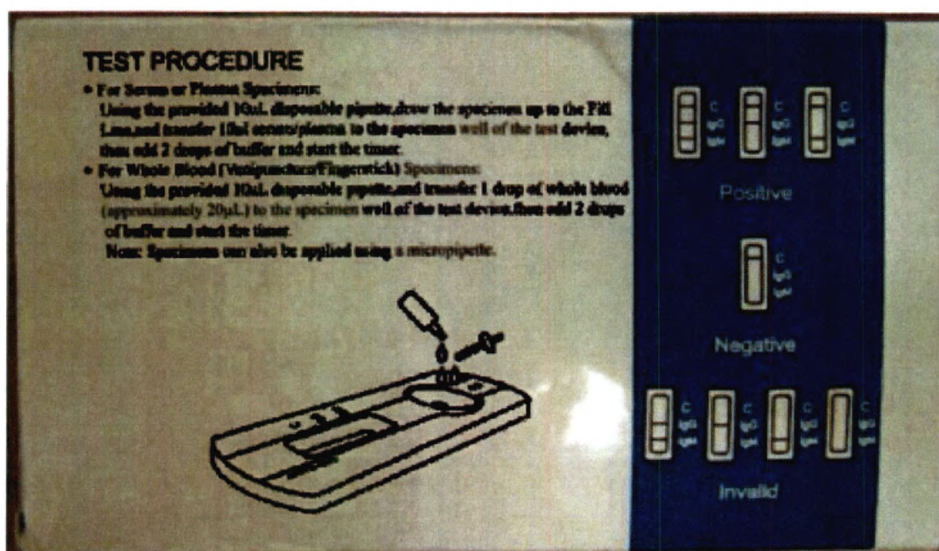 TEST PROCEDURE
• For Serum or Plasma Specimens:
Using the provided 10uL disposable pipette,draw the specimen up to the Fill
Line,and transfer 10ul serum/plasma to the specimen well of the test device,
then add 2 drops of buffer and start the timer.
• For Whole Blood (Venipuncture/Fingerstick) Specimens:
Using the provided 10uL disposable pipette,and transfer 1 drop of whole blood
(approximately 20µL) to the specimen well of the test device,then add 2 drops
of buffer and start the timer.
Note: Specimens can also be applied using a micropipette.
C C C
IgG IgG IgG
IgM IgM IgM
Positive
C
IgG
IgM
Negative
C C C C
IgG IgG IgG IgG
IgM IgM IgM IgM
Invalid